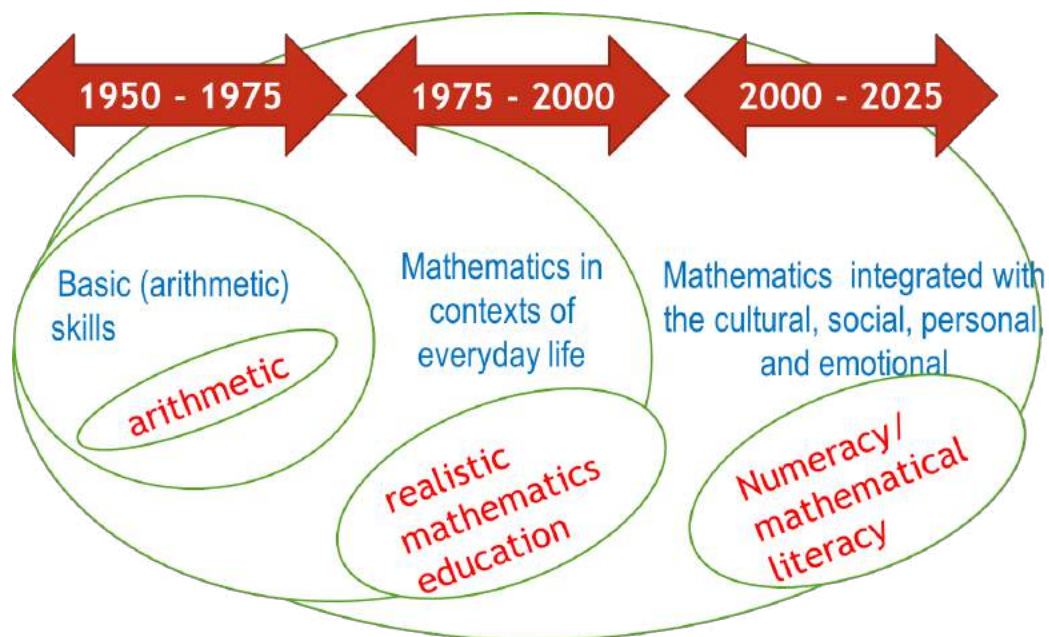 1950 - 1975
1975 - 2000
2000 - 2025
Basic (arithmetic)
skills
arithmetic
Mathematics in
contexts of
everyday life
realistic
mathematics
education
Mathematics integrated with
the cultural, social, personal,
and emotional
Numeracy/
mathematical
literacy